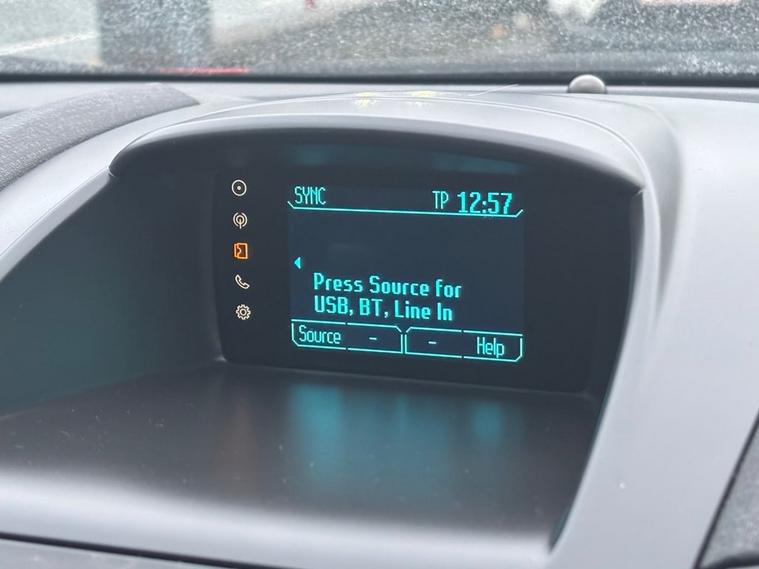 SYNC TP 12:57
Press Source for
USB, BT, Line In
Source - - Help